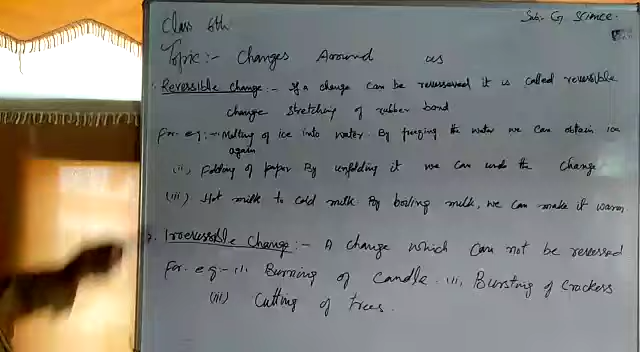 Class 6th
Sub:- G Science.
Topic:- Changes Around us
Reversible change:- If a change can be reversed it is called reversible
change stretching of rubber band
For. eg:- Melting of ice into water. By freezing the water we can obtain ice
again
(ii) Folding of paper By unfolding it we can undo the change
(iii) Hot milk to cold milk By boiling milk, we can make it warm
2. Irreversible Change:- A change which can not be reversed
For. eg:- (i) Burning of Candle. (ii) Bursting of Crackers
(iii) Cutting of Trees.